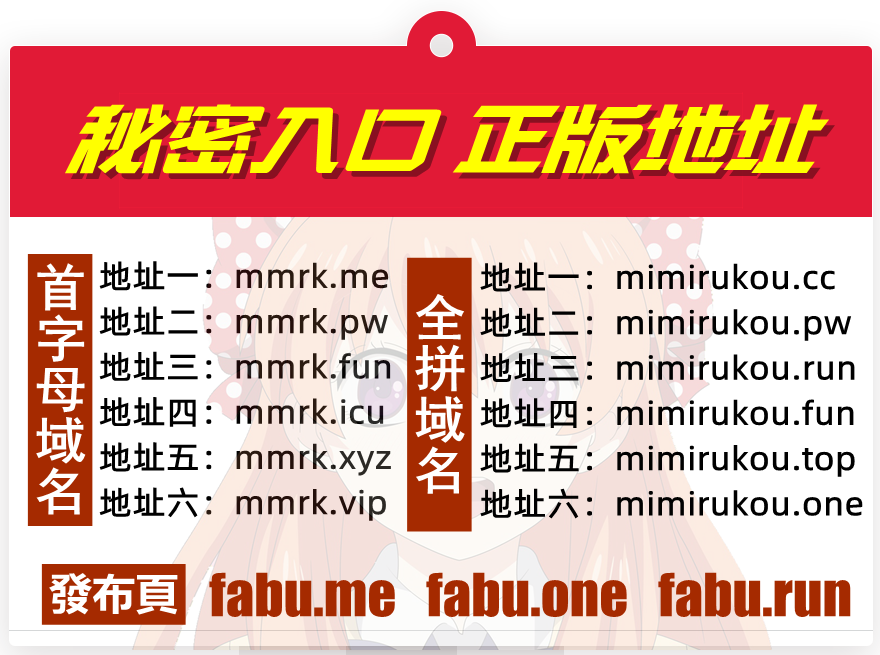 秘密入口 正版地址
首字母域名
地址一：mmrk.me
地址二：mmrk.pw
地址三：mmrk.fun
地址四：mmrk.icu
地址五：mmrk.xyz
地址六：mmrk.vip
全拼域名
地址一：mimirukou.cc
地址二：mimirukou.pw
地址三：mimirukou.run
地址四：mimirukou.fun
地址五：mimirukou.top
地址六：mimirukou.one
發布頁 fabu.me fabu.one fabu.run